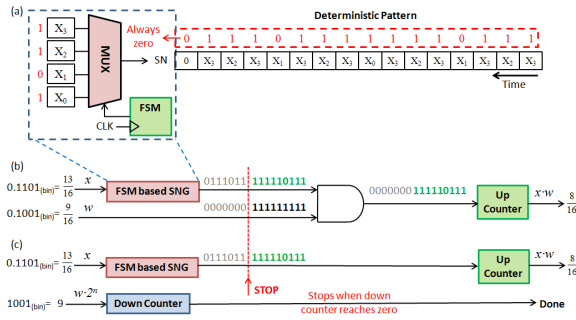 (a)
Deterministic Pattern
1 X3
1 X2
0 X1
1 X0
MUX
FSM
CLK
SN
Always zero
0 1 1 1 0 1 1 1 1 1 1 1 0 1 1 1
0 X3 X2 X3 X1 X3 X2 X3 X0 X3 X2 X3 X1 X3 X2 X3
Time
(b)
0.1101(bin)= 13/16 x
FSM based SNG
0111011 111110111
0000000 111110111
Up Counter
x·w
8/16
0.1001(bin)= 9/16 w
0000000 111111111
(c)
0.1101(bin)= 13/16 x
FSM based SNG
0111011 111110111
Up Counter
x·w
8/16
STOP
1001(bin)= 9 w·2ⁿ
Down Counter
Stops when down counter reaches zero
Done